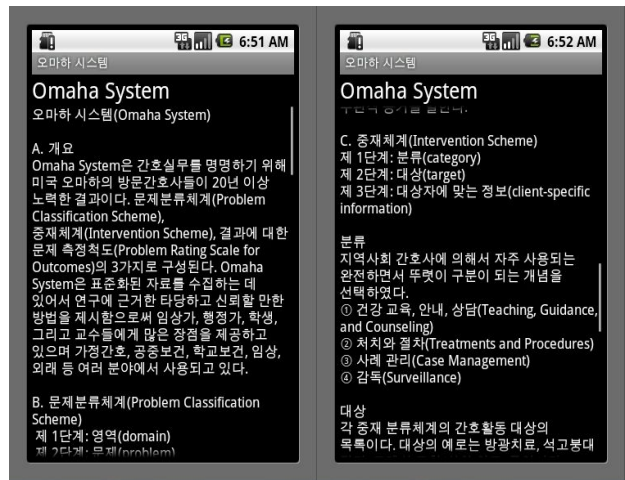 3G
6:51 AM
오마하 시스템
Omaha System
오마하 시스템(Omaha System)
A. 개요
Omaha System은 간호실무를 명명하기 위해
미국 오마하의 방문간호사들이 20년 이상
노력한 결과이다. 문제분류체계(Problem
Classification Scheme),
중재체계(Intervention Scheme), 결과에 대한
문제 측정척도(Problem Rating Scale for
Outcomes)의 3가지로 구성된다. Omaha
System은 표준화된 자료를 수집하는 데
있어서 연구에 근거한 타당하고 신뢰할 만한
방법을 제시함으로써 임상가, 행정가, 학생,
그리고 교수들에게 많은 장점을 제공하고
있으며 가정간호, 공중보건, 학교보건, 임상,
외래 등 여러 분야에서 사용되고 있다.
B. 문제분류체계(Problem Classification
Scheme)
제 1단계: 영역(domain)
제 2단계: 문제(problem)
3G
6:52 AM
오마하 시스템
Omaha System
C. 중재체계(Intervention Scheme)
제 1단계: 분류(category)
제 2단계: 대상(target)
제 3단계: 대상자에 맞는 정보(client-specific
information)
분류
지역사회 간호사에 의해서 자주 사용되는
완전하면서 뚜렷이 구분이 되는 개념을
선택하였다.
① 건강 교육, 안내, 상담(Teaching, Guidance,
and Counseling)
② 처치와 절차(Treatments and Procedures)
③ 사례 관리(Case Management)
④ 감독(Surveillance)
대상
각 중재 분류체계의 간호활동 대상의
목록이다. 대상의 예로는 방광치료, 석고붕대